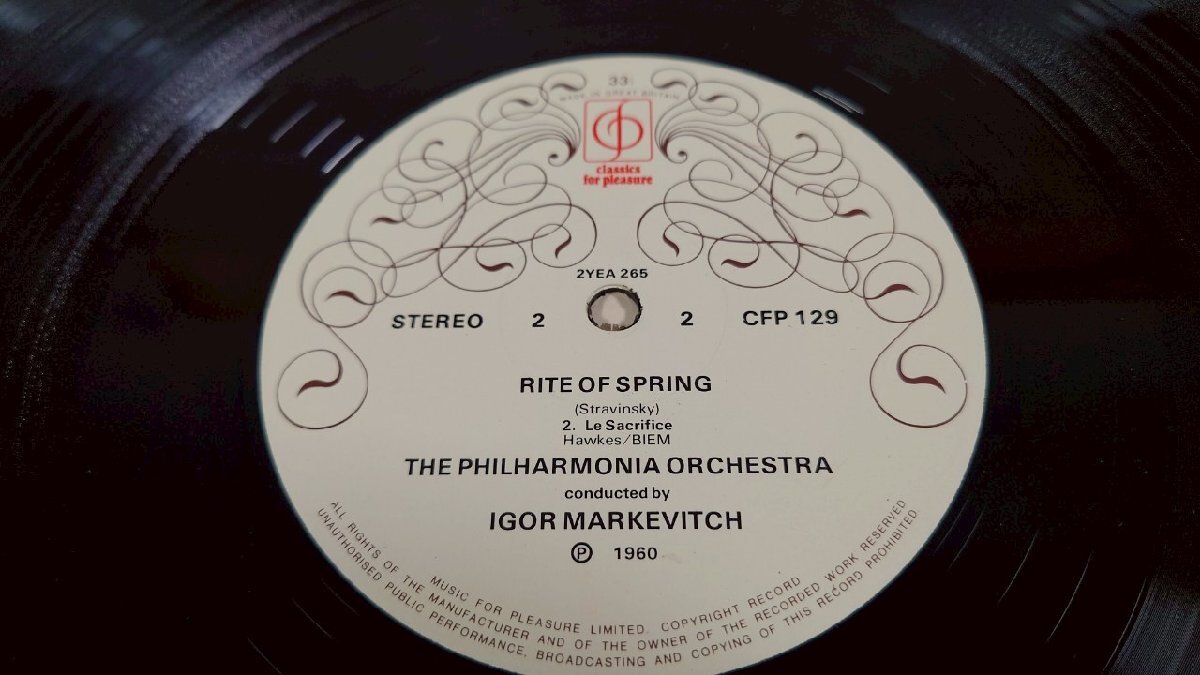 33⅓
MADE IN GREAT BRITAIN
classics
for pleasure
2YEA 265
STEREO 2 2 CFP 129
RITE OF SPRING
(Stravinsky)
2. Le Sacrifice
Hawkes/BIEM
THE PHILHARMONIA ORCHESTRA
conducted by
IGOR MARKEVITCH
Ⓟ 1960
MUSIC FOR PLEASURE LIMITED. COPYRIGHT RECORD
ALL RIGHTS OF THE MANUFACTURER AND OF THE OWNER OF THE RECORDED WORK RESERVED
UNAUTHORISED PUBLIC PERFORMANCE, BROADCASTING AND COPYING OF THIS RECORD PROHIBITED